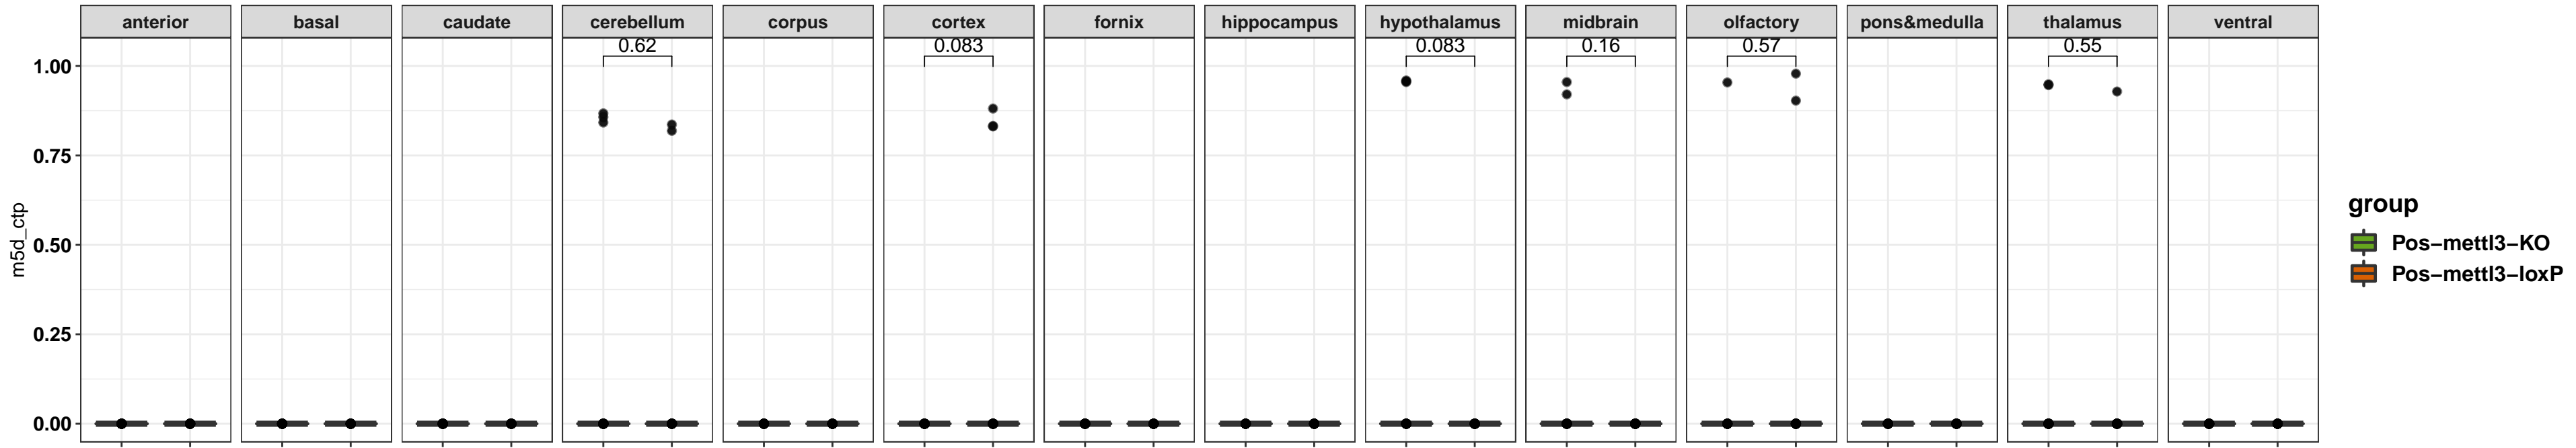 anterior basal caudate cerebellum corpus cortex fornix hippocampus hypothalamus midbrain olfactory pons&medulla thalamus ventral
0.62 0.083 0.083 0.16 0.57 0.55
1.00
0.75
0.50
0.25
0.00
m5d_ctp
group
Pos−mettl3−KO
Pos−mettl3−loxP